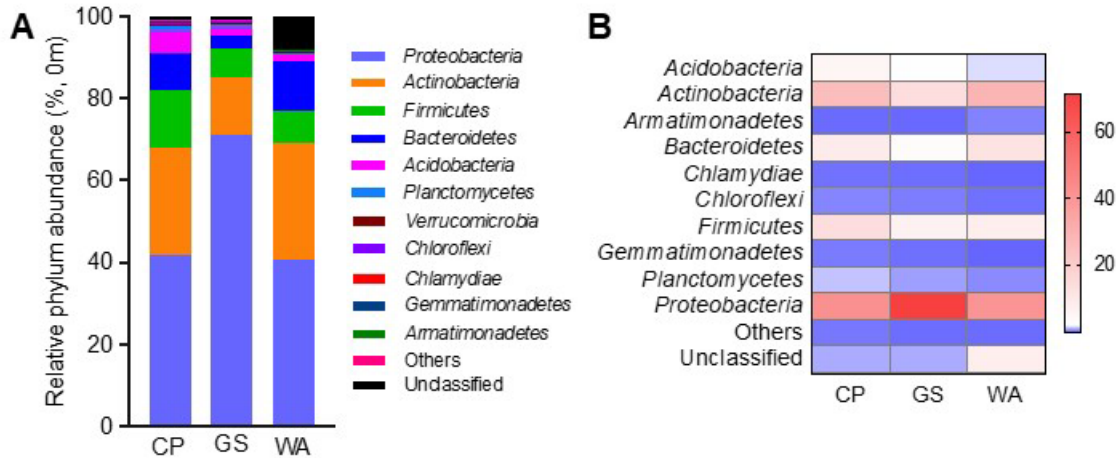 A
Relative phylum abundance (%, 0m)
100
80
60
40
20
0
CP GS WA
Proteobacteria
Actinobacteria
Firmicutes
Bacteroidetes
Acidobacteria
Planctomycetes
Verrucomicrobia
Chloroflexi
Chlamydiae
Gemmatimonadetes
Armatimonadetes
Others
Unclassified
B
Acidobacteria
Actinobacteria
Armatimonadetes
Bacteroidetes
Chlamydiae
Chloroflexi
Firmicutes
Gemmatimonadetes
Planctomycetes
Proteobacteria
Others
Unclassified
CP GS WA
60
40
20